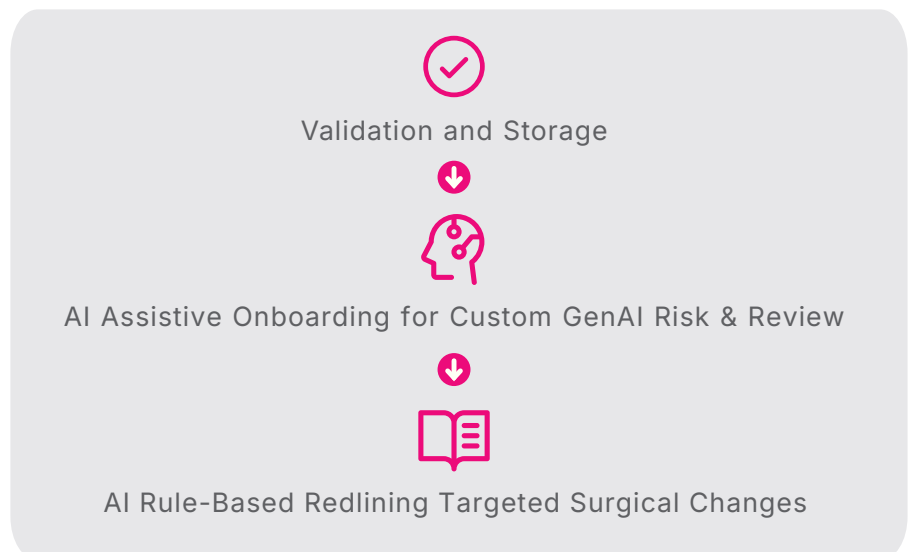 Validation and Storage
AI Assistive Onboarding for Custom GenAI Risk & Review
AI Rule-Based Redlining Targeted Surgical Changes